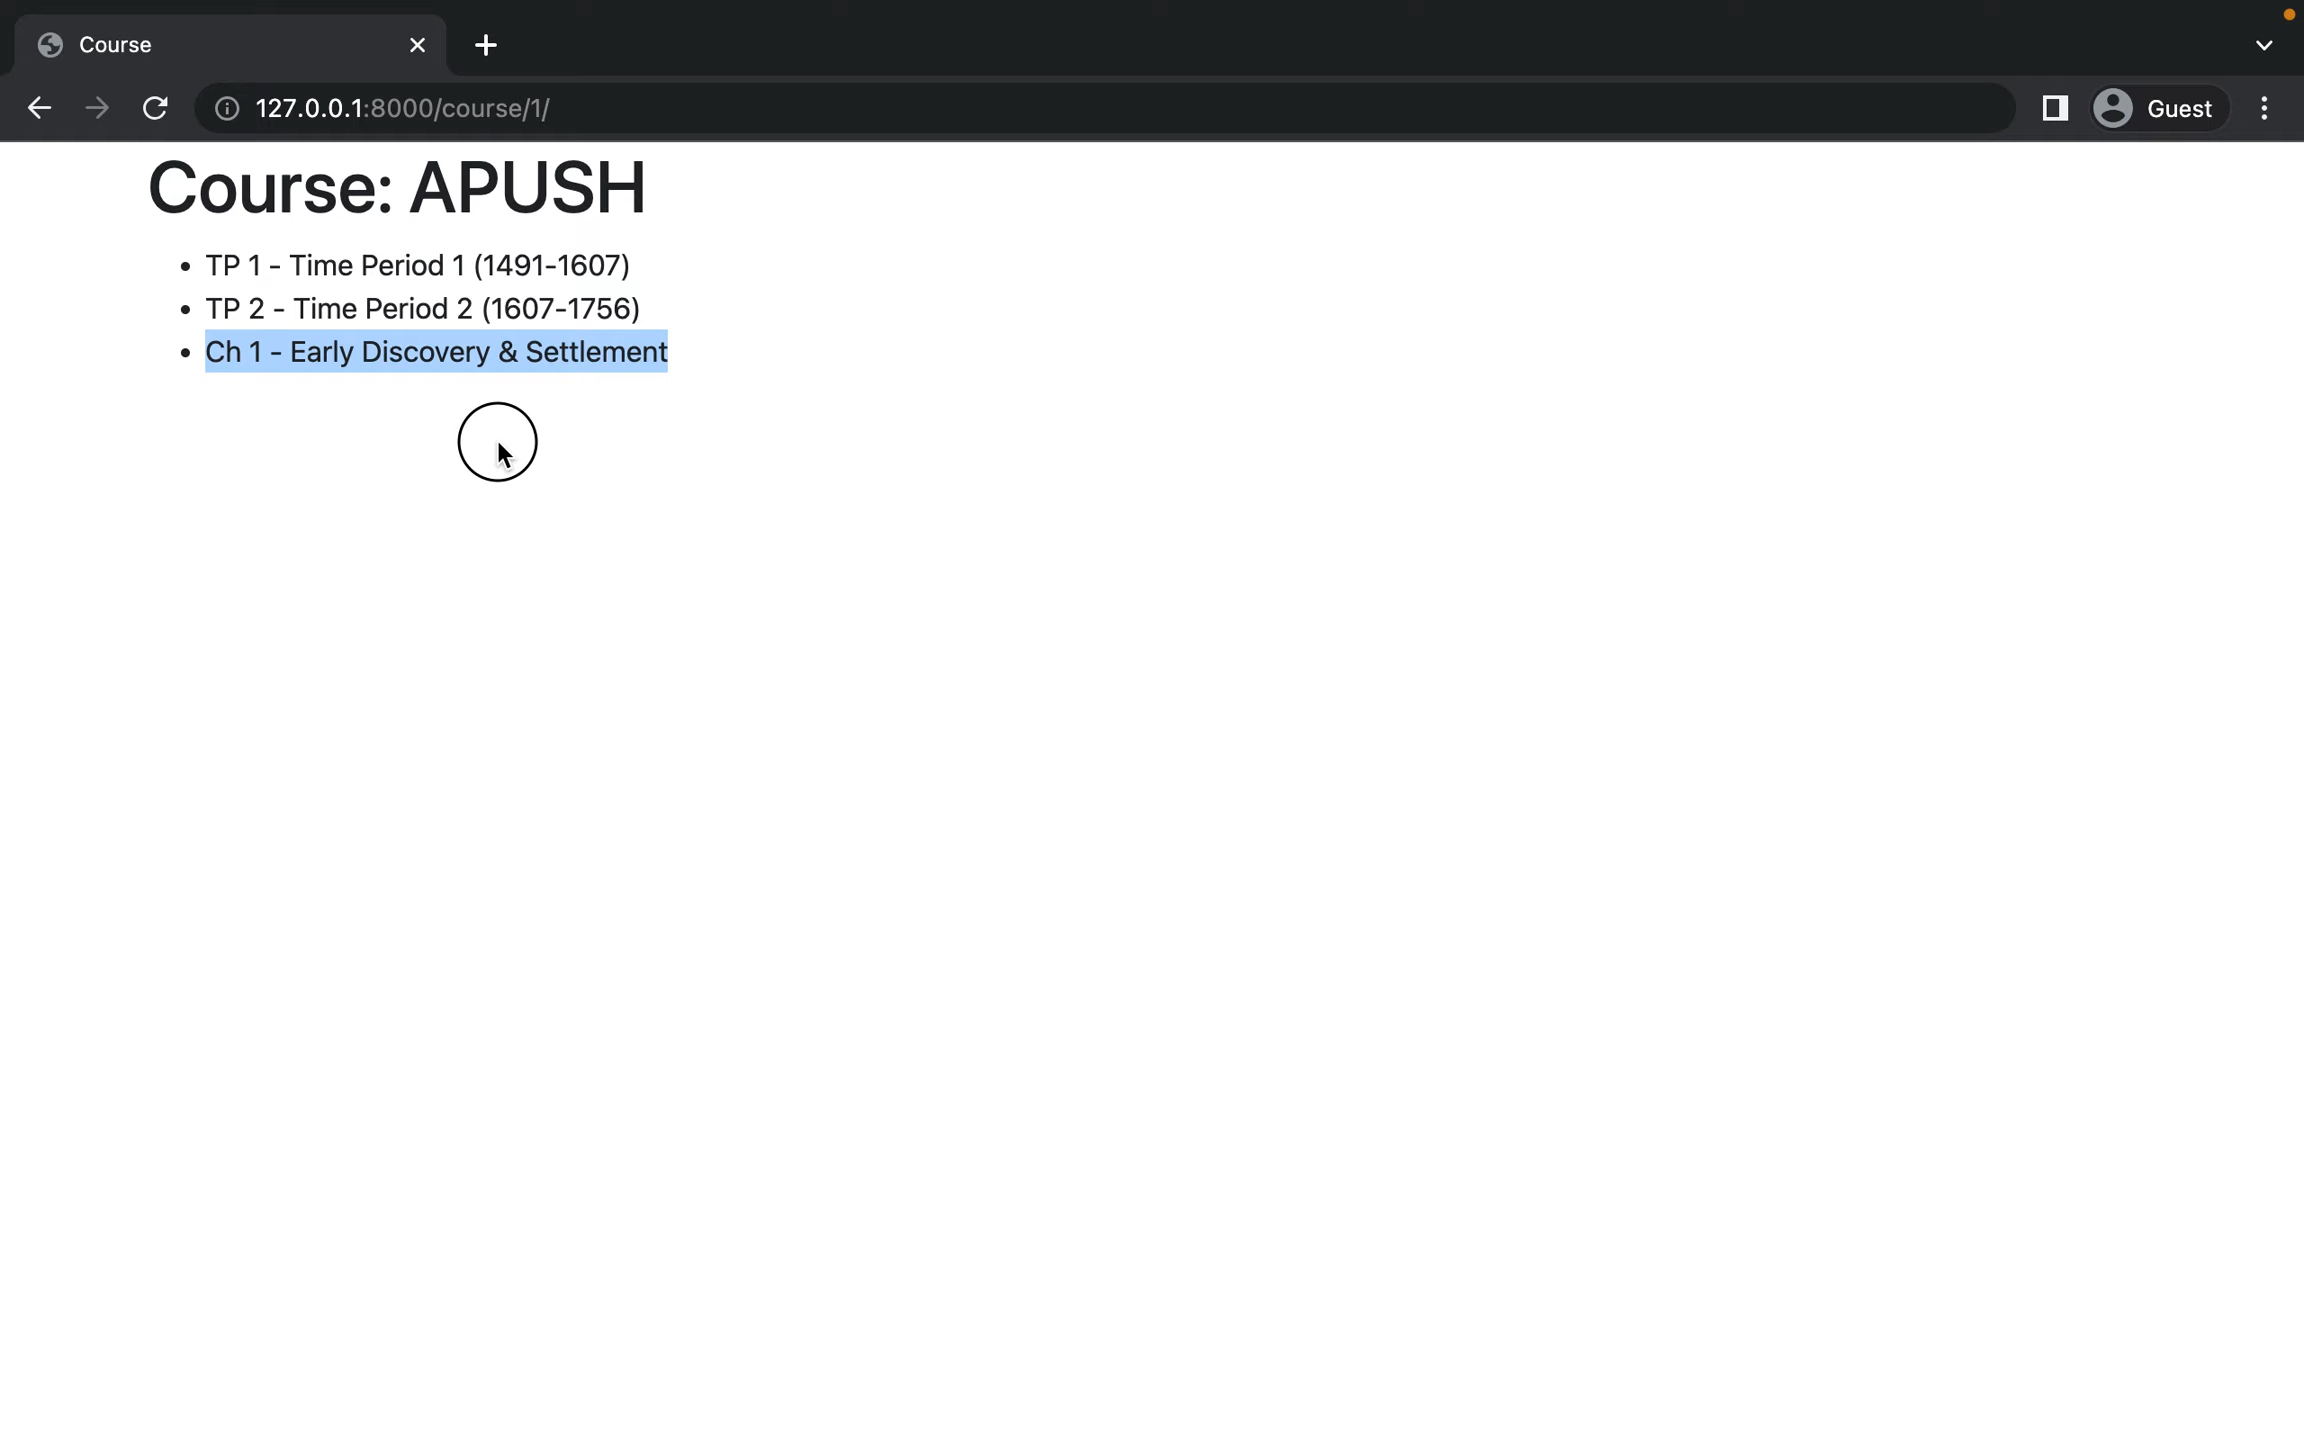 Course
127.0.0.1:8000/course/1/
Guest
Course: APUSH
• TP 1 - Time Period 1 (1491-1607)
• TP 2 - Time Period 2 (1607-1756)
• Ch 1 - Early Discovery & Settlement